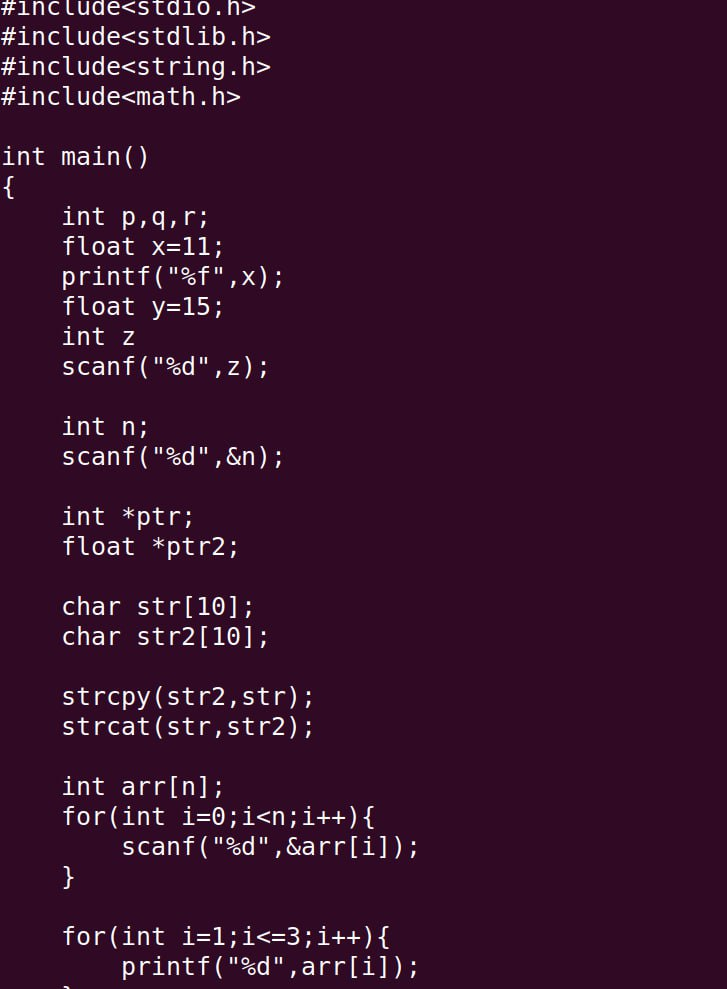 #include<stdio.h>
#include<stdlib.h>
#include<string.h>
#include<math.h>
int main()
{
int p,q,r;
float x=11;
printf("%f",x);
float y=15;
int z
scanf("%d",z);
int n;
scanf("%d",&n);
int *ptr;
float *ptr2;
char str[10];
char str2[10];
strcpy(str2,str);
strcat(str,str2);
int arr[n];
for(int i=0;i<n;i++){
scanf("%d",&arr[i]);
}
for(int i=1;i<=3;i++){
printf("%d",arr[i]);
}